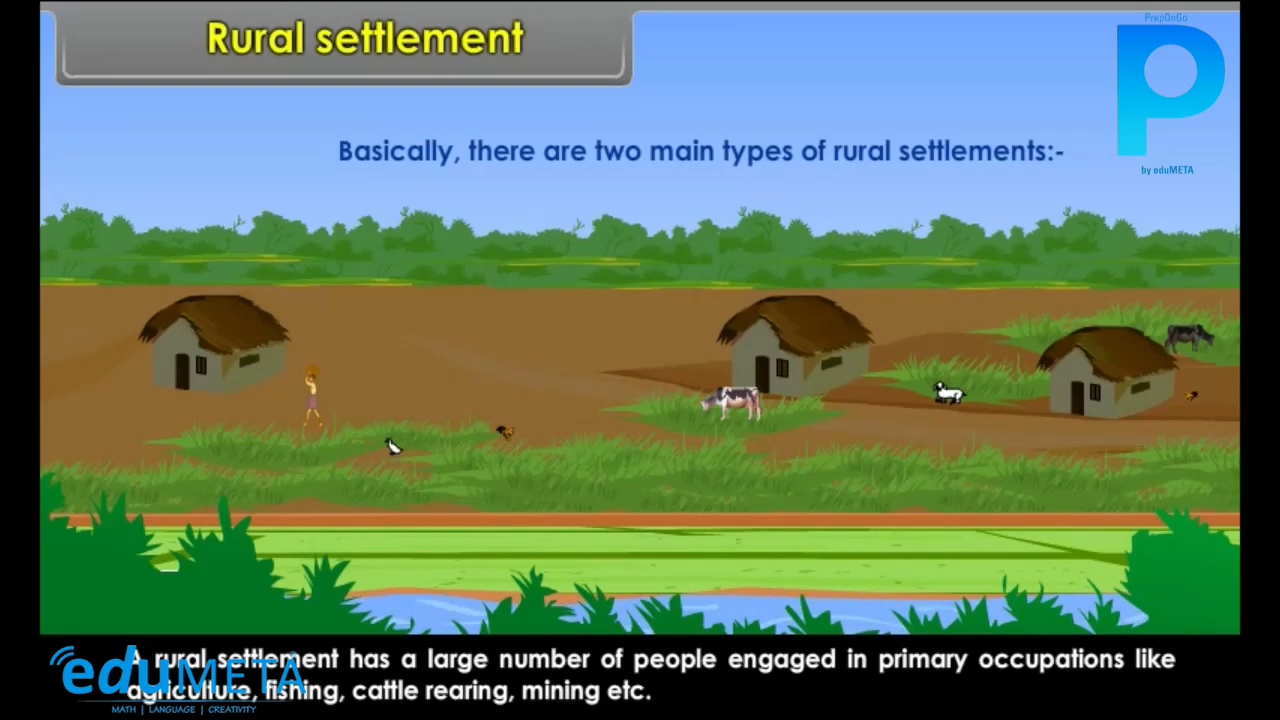 Rural settlement
PrepOnGo
P
by eduMETA
Basically, there are two main types of rural settlements:-
A rural settlement has a large number of people engaged in primary occupations like
agriculture, fishing, cattle rearing, mining etc.
eduMETA
MATH | LANGUAGE | CREATIVITY